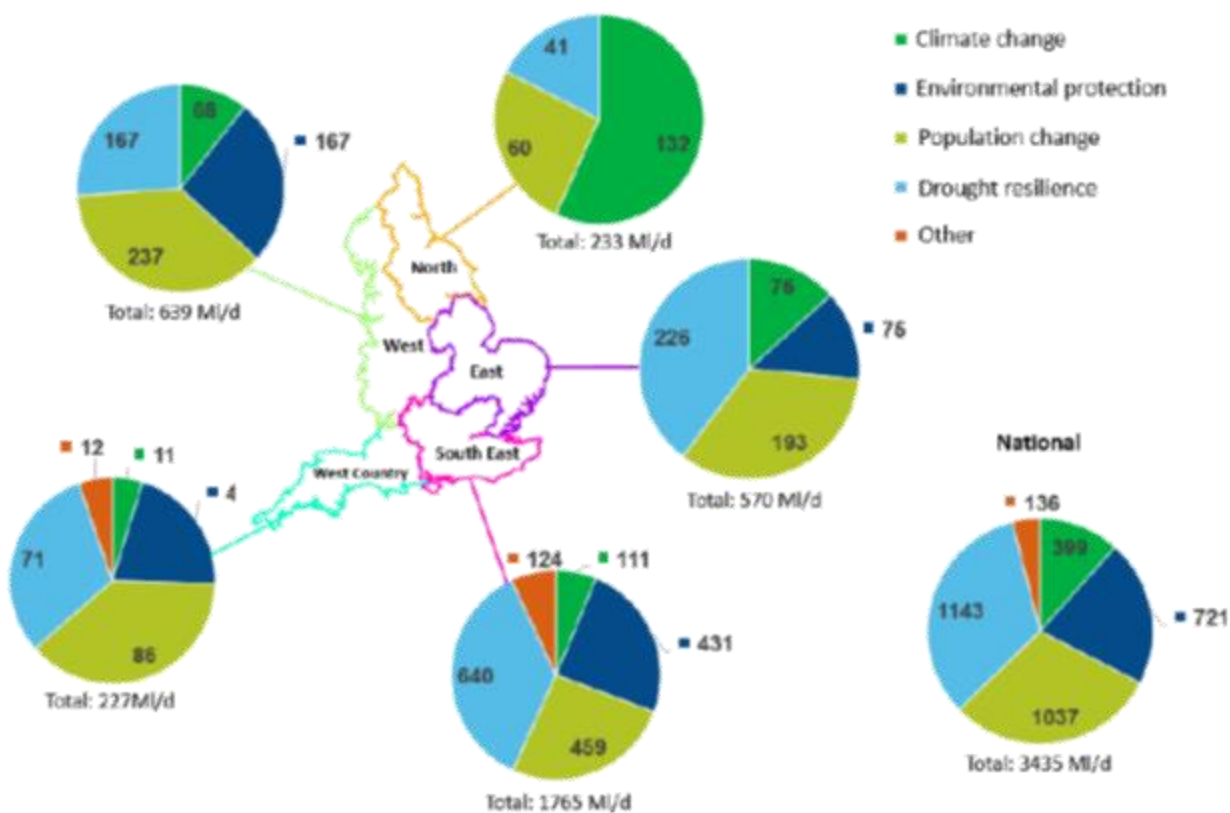 Climate change
Environmental protection
Population change
Drought resilience
Other
41
132
60
Total: 233 Ml/d
68
167
167
237
Total: 639 Ml/d
North
West
East
South East
West Country
76
75
226
193
Total: 570 Ml/d
12
11
4
71
86
Total: 227Ml/d
124
111
431
640
459
Total: 1765 Ml/d
National
136
399
721
1143
1037
Total: 3435 Ml/d